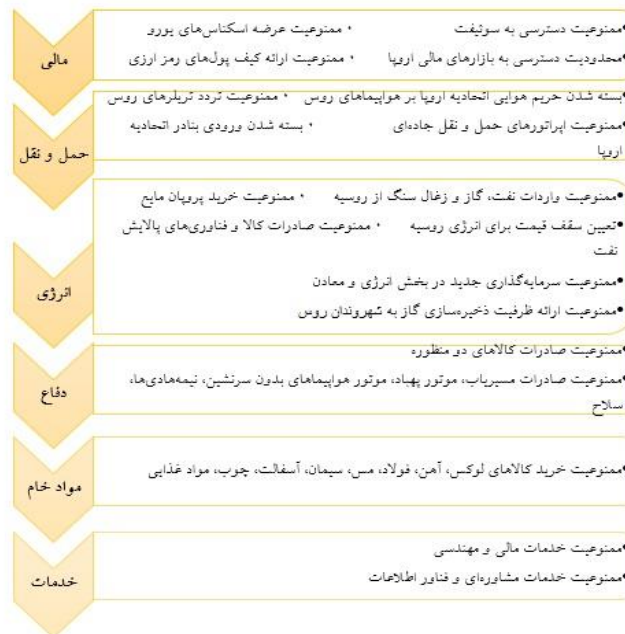 مالی
•ممنوعیت دسترسی به سوئیفت • ممنوعیت عرضه اسکناس‌های یورو
•محدودیت دسترسی به بازارهای مالی اروپا • ممنوعیت ارائه کیف پول‌های رمز ارزی
حمل و نقل
•بسته شدن حریم هوایی اتحادیه اروپا بر هواپیماهای روس • ممنوعیت تردد تریلرهای روس
•ممنوعیت اپراتورهای حمل و نقل جاده‌ای • بسته شدن ورودی بنادر اتحادیه
اروپا
انرژی
•ممنوعیت واردات نفت، گاز و زغال سنگ از روسیه • ممنوعیت خرید پروپان مایع
•تعیین سقف قیمت برای انرژی روسیه • ممنوعیت صادرات کالا و فناوری‌های پالایش
نفت
•ممنوعیت سرمایه‌گذاری جدید در بخش انرژی و معادن
•ممنوعیت ارائه ظرفیت ذخیره‌سازی گاز به شهروندان روس
دفاع
•ممنوعیت صادرات کالاهای دو منظوره
•ممنوعیت صادرات مسیریاب، موتور پهپاد، موتور هواپیماهای بدون سرنشین، نیمه‌هادی‌ها،
سلاح
مواد خام
•ممنوعیت خرید کالاهای لوکس، آهن، فولاد، مس، سیمان، آسفالت، چوب، مواد غذایی
خدمات
•ممنوعیت خدمات مالی و مهندسی
•ممنوعیت خدمات مشاوره‌ای و فناور اطلاعات